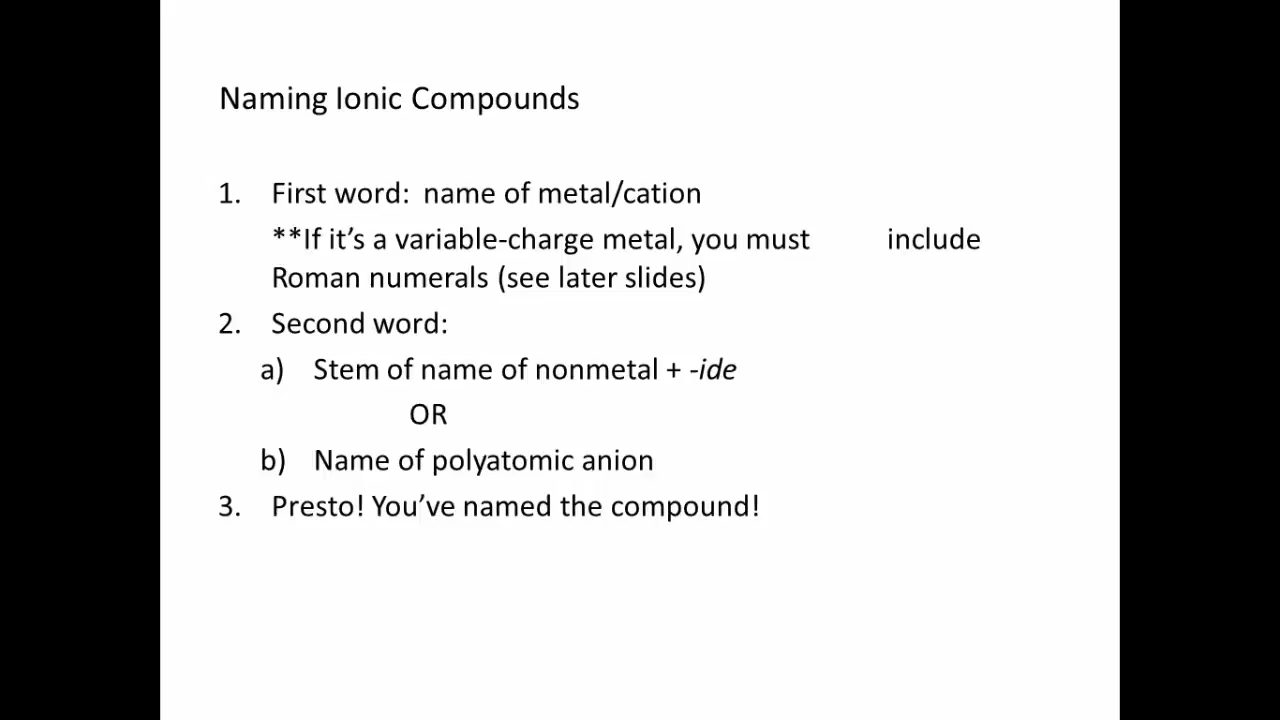 Naming Ionic Compounds
1. First word: name of metal/cation
**If it’s a variable-charge metal, you must include
Roman numerals (see later slides)
2. Second word:
a) Stem of name of nonmetal + -ide
OR
b) Name of polyatomic anion
3. Presto! You’ve named the compound!